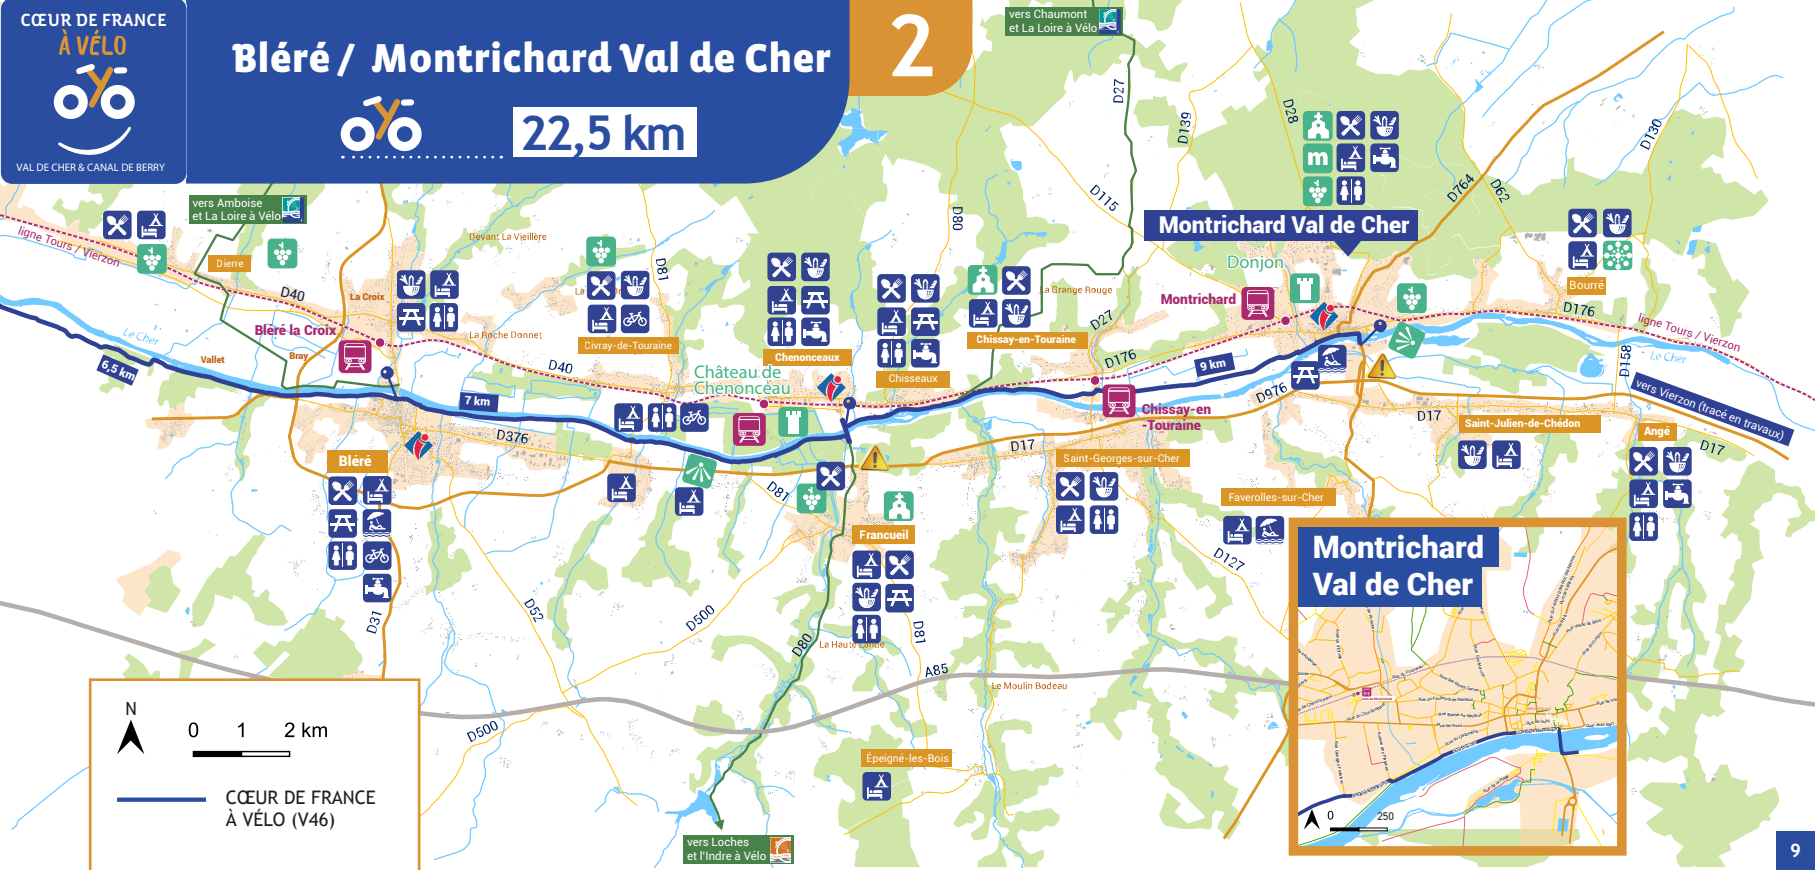 CŒUR DE FRANCE
À VÉLO
VAL DE CHER & CANAL DE BERRY
Bléré / Montrichard Val de Cher
22,5 km
2
vers Chaumont
et La Loire à Vélo
vers Amboise
et La Loire à Vélo
D27
D139
D28
D130
D764
D62
D115
D80
D81
Montrichard Val de Cher
Donjon
Montrichard
Bourré
D176
ligne Tours / Vierzon
Le Cher
D158
vers Vierzon (tracé en travaux)
ligne Tours / Vierzon
Dierre
D40
La Croix
Devant La Vieillère
La Roche Donnet
Bléré la Croix
Le Cher
Vallet
Bray
6,5 km
7 km
D40
Civray-de-Touraine
Chenonceaux
Château de
Chenonceau
Chisseaux
Chissay-en-Touraine
La Grange Rouge
D27
D176
9 km
Chissay-en
-Touraine
D976
D17
D17
D17
Saint-Julien-de-Chédon
Angé
Saint-Georges-sur-Cher
Faverolles-sur-Cher
D127
D376
Bléré
D81
Francueil
D31
D52
D500
D80
D81
La Haute Lande
A85
Le Moulin Bodeau
D500
Épeigné-les-Bois
vers Loches
et l'Indre à Vélo
N
0 1 2 km
CŒUR DE FRANCE
À VÉLO (V46)
Montrichard
Val de Cher
0 250
9